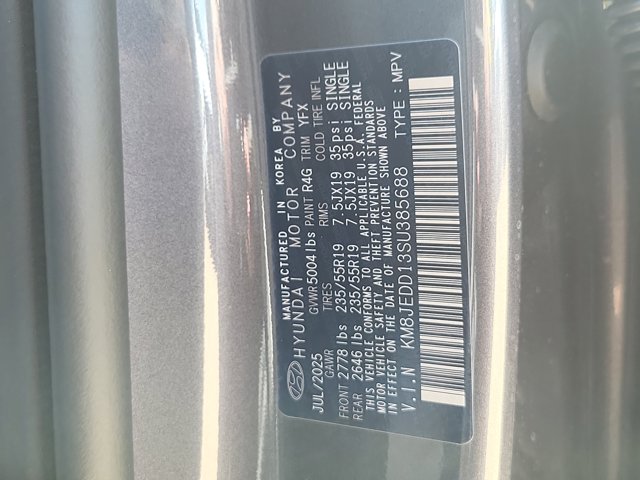 MANUFACTURED IN KOREA BY
HYUNDAI MOTOR COMPANY
JUL/2025 GVWR 5004 lbs PAINT R4G TRIM YFX
GAWR TIRES RIMS COLD TIRE INFL
FRONT 2778 lbs 235/55R19 7.5JX19 35psi SINGLE
REAR 2646 lbs 235/55R19 7.5JX19 35psi SINGLE
THIS VEHICLE CONFORMS TO ALL APPLICABLE U.S.A. FEDERAL
MOTOR VEHICLE SAFETY AND THEFT PREVENTION STANDARDS
IN EFFECT ON THE DATE OF MANUFACTURE SHOWN ABOVE
V.I.N KM8JEDD13SU385688 TYPE : MPV